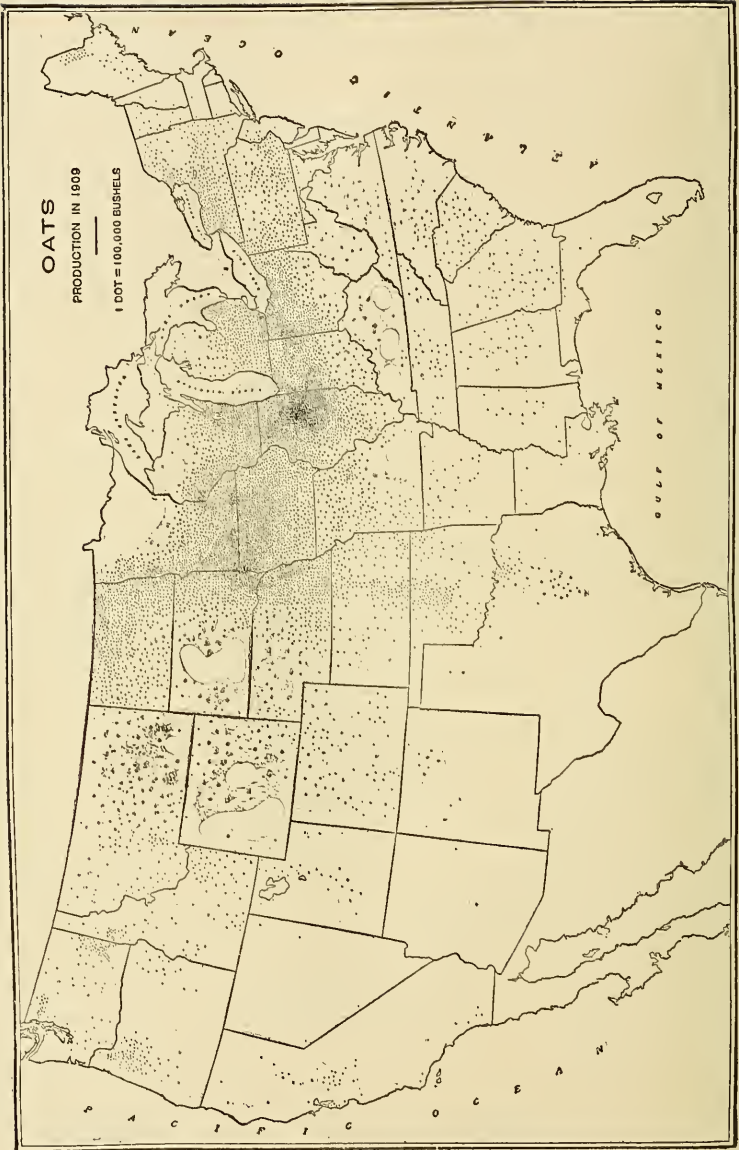 OATS
PRODUCTION IN 1909
1 DOT = 100,000 BUSHELS
ATLANTIC OCEAN
GULF OF MEXICO
PACIFIC OCEAN